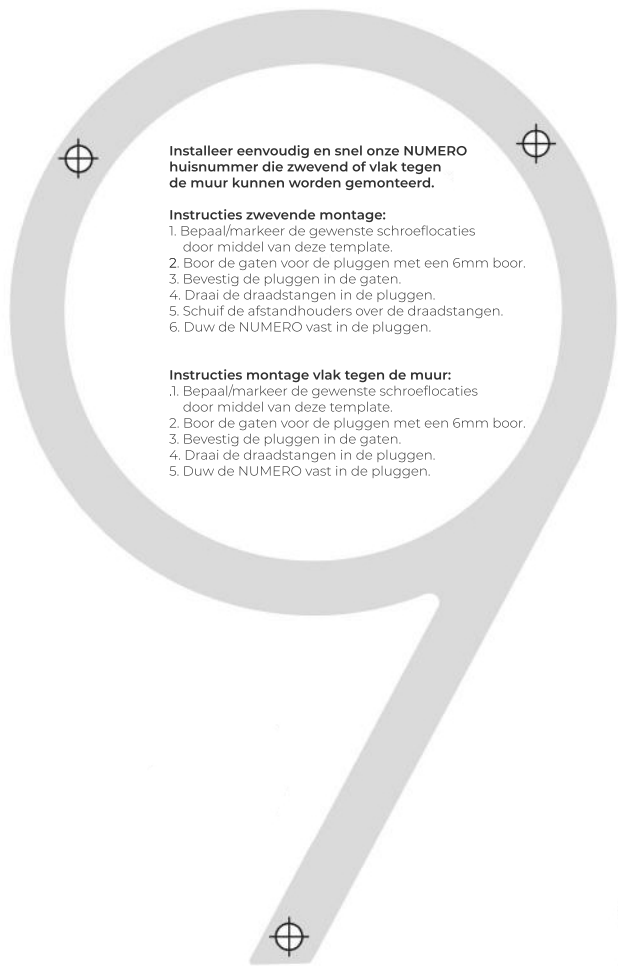 Installeer eenvoudig en snel onze NUMERO
huisnummer die zwevend of vlak tegen
de muur kunnen worden gemonteerd.
Instructies zwevende montage:
1. Bepaal/markeer de gewenste schroeflocaties
door middel van deze template.
2. Boor de gaten voor de pluggen met een 6mm boor.
3. Bevestig de pluggen in de gaten.
4. Draai de draadstangen in de pluggen.
5. Schuif de afstandhouders over de draadstangen.
6. Duw de NUMERO vast in de pluggen.
Instructies montage vlak tegen de muur:
.1. Bepaal/markeer de gewenste schroeflocaties
door middel van deze template.
2. Boor de gaten voor de pluggen met een 6mm boor.
3. Bevestig de pluggen in de gaten.
4. Draai de draadstangen in de pluggen.
5. Duw de NUMERO vast in de pluggen.
9